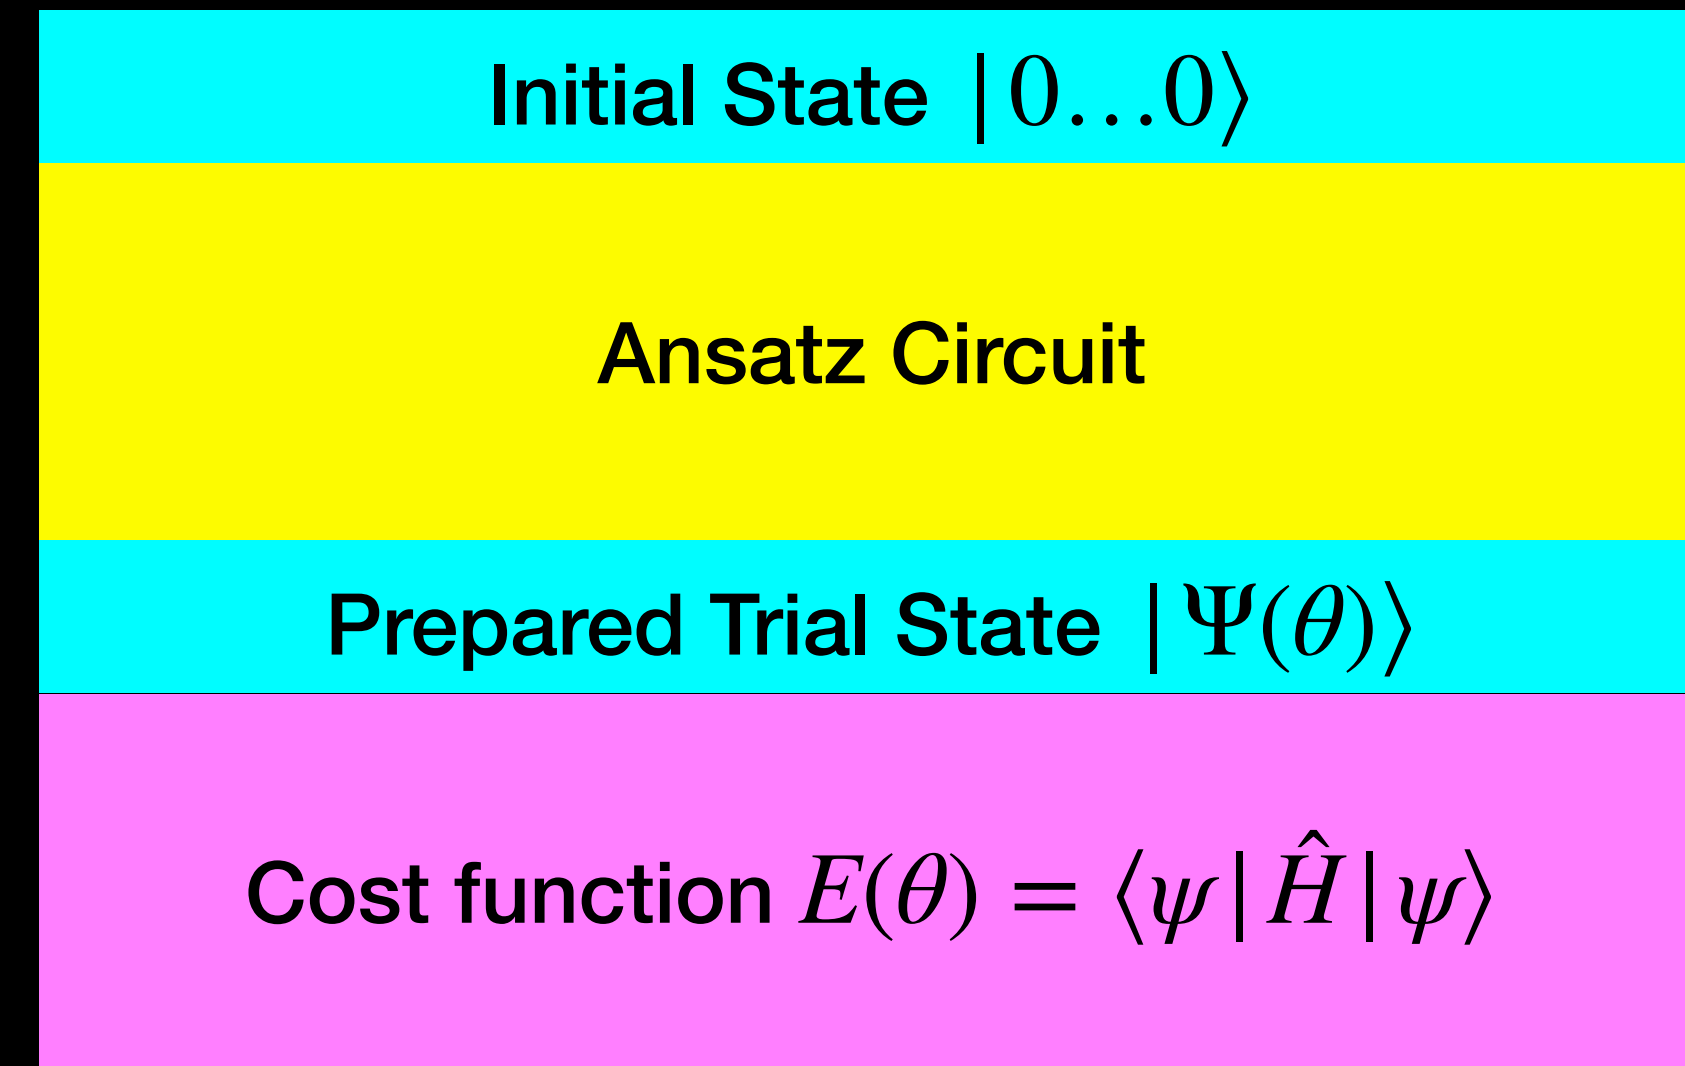 Initial State |0…0⟩
Ansatz Circuit
Prepared Trial State |Ψ(θ)⟩
Cost function E(θ) = ⟨ψ|Ĥ|ψ⟩